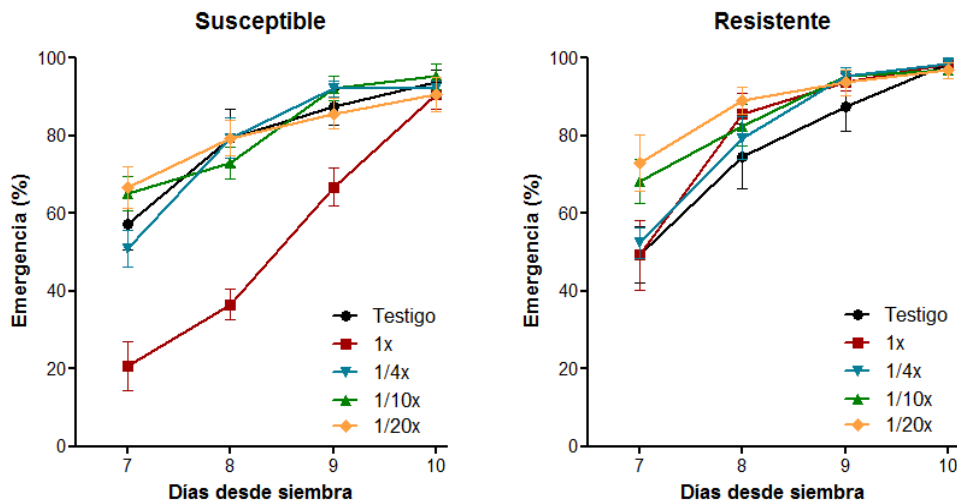 Susceptible
100
80
60
40
20
0
Emergencia (%)
7
8
9
10
Días desde siembra
Testigo
1x
1/4x
1/10x
1/20x
Resistente
100
80
60
40
20
0
Emergencia (%)
7
8
9
10
Días desde siembra
Testigo
1x
1/4x
1/10x
1/20x